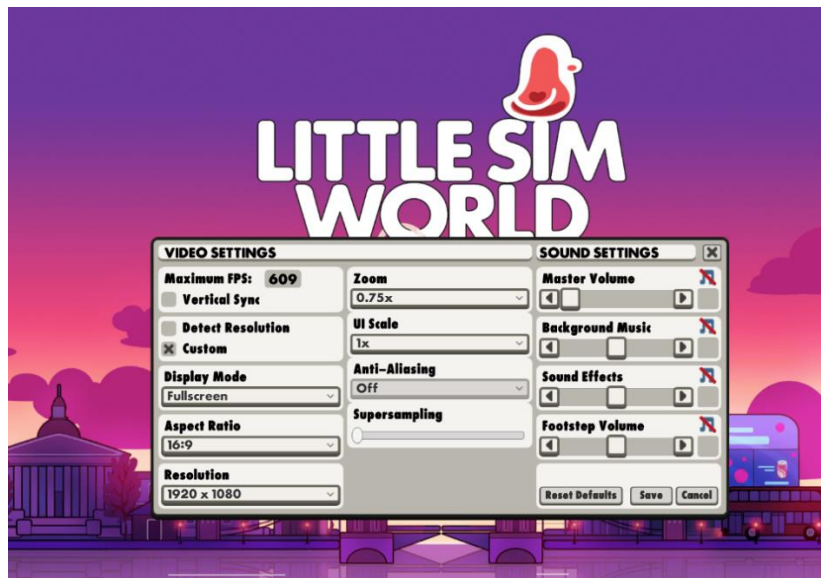 LITTLE SIM
WORLD
VIDEO SETTINGS
Maximum FPS: 609
Vertical Sync
Detect Resolution
Custom
Display Mode
Fullscreen
Aspect Ratio
16:9
Resolution
1920 x 1080
Zoom
0.75x
UI Scale
1x
Anti-Aliasing
Off
Supersampling
SOUND SETTINGS
Master Volume
Background Music
Sound Effects
Footstep Volume
Reset Defaults Save Cancel